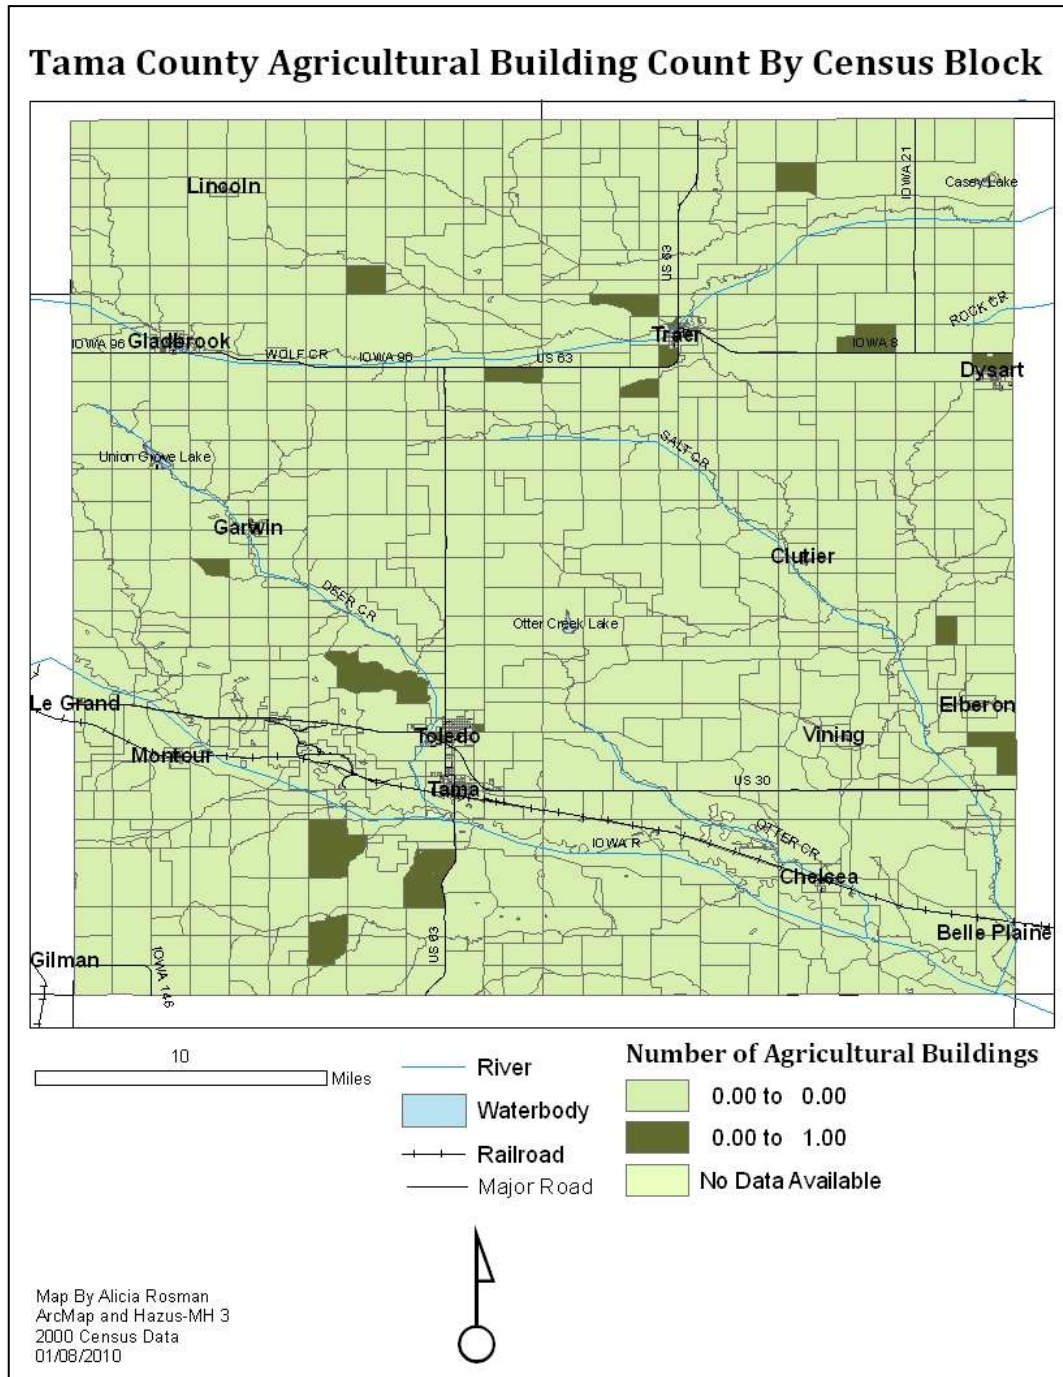 Tama County Agricultural Building Count By Census Block
Lincoln
IOWA 21
Casey Lake
US 63
ROCK CR
IOWA 96
Gladbrook
WOLF CR
IOWA 96
US 63
Traer
IOWA 8
Dysart
Union Grove Lake
SALT CR
Garwin
Clutier
DEER CR
Otter Creek Lake
Le Grand
Elberon
Montour
Toledo
Vining
Tama
US 30
IOWA R
OTTER CR
Chelsea
Belle Plaine
Gilman
IOWA 146
US 63
10
Miles
River
Waterbody
Railroad
Major Road
Number of Agricultural Buildings
0.00 to 0.00
0.00 to 1.00
No Data Available
Map By Alicia Rosman
ArcMap and Hazus-MH 3
2000 Census Data
01/08/2010